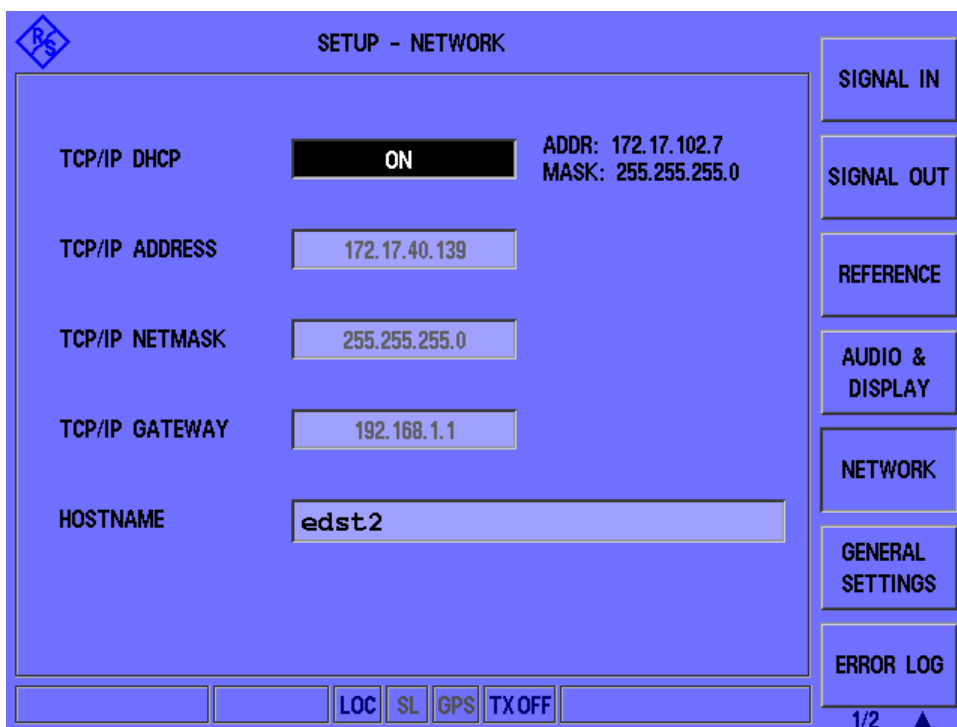 R/S
SETUP - NETWORK
TCP/IP DHCP
ON
ADDR: 172.17.102.7
MASK: 255.255.255.0
TCP/IP ADDRESS
172.17.40.139
TCP/IP NETMASK
255.255.255.0
TCP/IP GATEWAY
192.168.1.1
HOSTNAME
edst2
SIGNAL IN
SIGNAL OUT
REFERENCE
AUDIO &
DISPLAY
NETWORK
GENERAL
SETTINGS
ERROR LOG
LOC SL GPS TX OFF
1/2